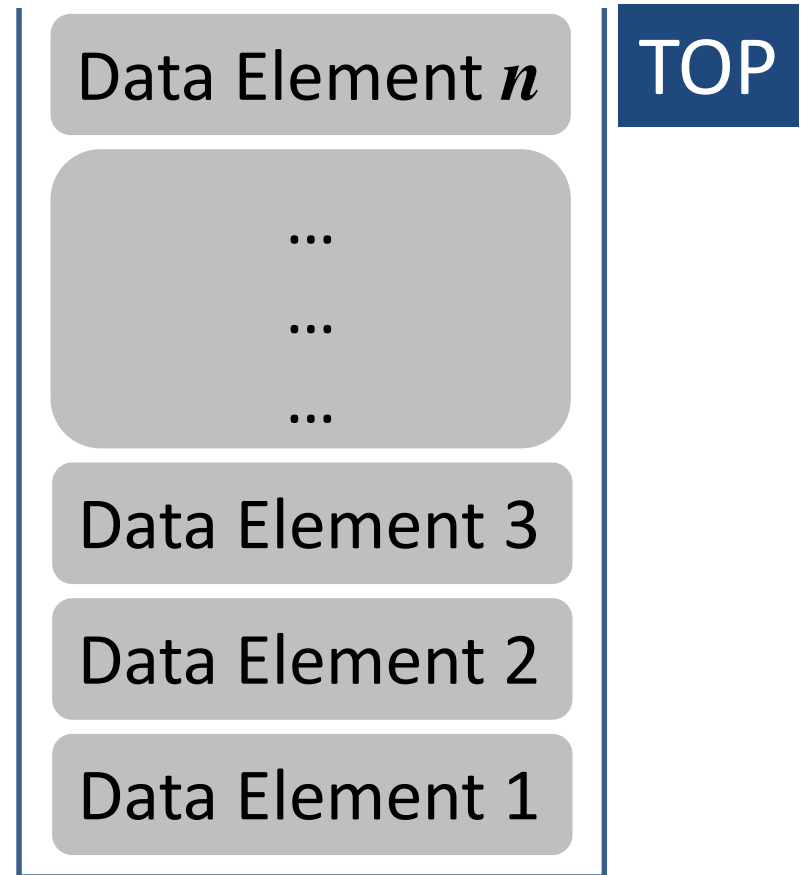 Data Element n TOP
...
...
...
Data Element 3
Data Element 2
Data Element 1